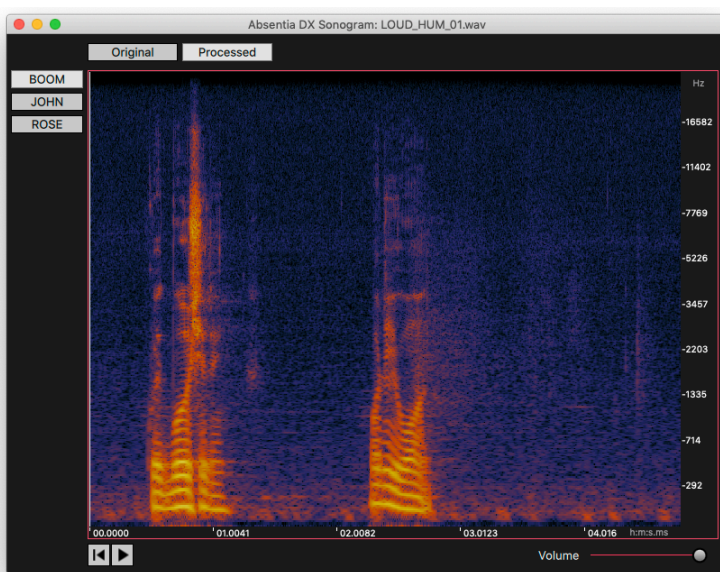 Absentia DX Sonogram: LOUD_HUM_01.wav
Original Processed
BOOM
JOHN
ROSE
Hz
-16582
-11402
-7769
-5226
-3457
-2203
-1335
-714
-292
00.0000 01.0041 02.0082 03.0123 04.016 h:m:s.ms
Volume